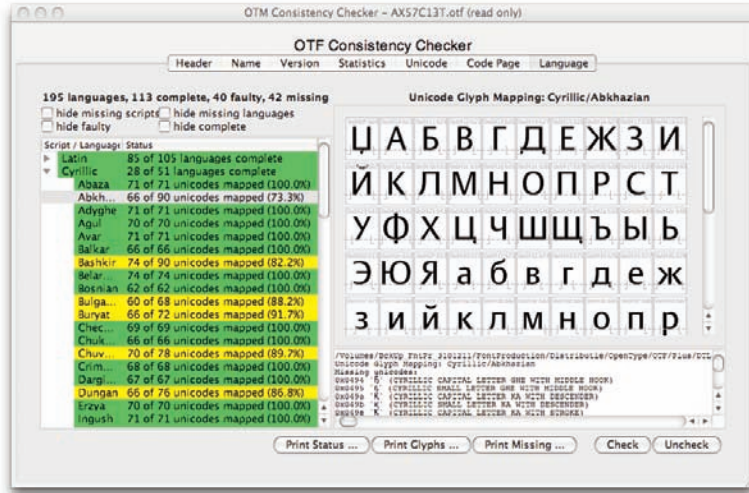 OTM Consistency Checker – AX57C13T.otf (read only)
OTF Consistency Checker
Header Name Version Statistics Unicode Code Page Language
195 languages, 113 complete, 40 faulty, 42 missing
hide missing scripts hide missing languages
hide faulty hide complete
Script / Language Status
Latin 85 of 105 languages complete
Cyrillic 28 of 51 languages complete
Abaza 71 of 71 unicodes mapped (100.0%)
Abkh... 66 of 90 unicodes mapped (73.3%)
Adyghe 71 of 71 unicodes mapped (100.0%)
Agul 70 of 70 unicodes mapped (100.0%)
Avar 71 of 71 unicodes mapped (100.0%)
Balkar 66 of 66 unicodes mapped (100.0%)
Bashkir 74 of 90 unicodes mapped (82.2%)
Belar... 74 of 74 unicodes mapped (100.0%)
Bosnian 62 of 62 unicodes mapped (100.0%)
Bulga... 60 of 68 unicodes mapped (88.2%)
Buryat 66 of 72 unicodes mapped (91.7%)
Chec... 69 of 69 unicodes mapped (100.0%)
Chuk... 66 of 66 unicodes mapped (100.0%)
Chuv... 70 of 78 unicodes mapped (89.7%)
Crim... 68 of 68 unicodes mapped (100.0%)
Dargi... 67 of 67 unicodes mapped (100.0%)
Dungan 66 of 76 unicodes mapped (86.8%)
Erzya 70 of 70 unicodes mapped (100.0%)
Ingush 71 of 71 unicodes mapped (100.0%)
Unicode Glyph Mapping: Cyrillic/Abkhazian
Џ А Б В Г Д Е Ж З И
Й К Л М Н О П Р С Т
У Ф Х Ц Ч Ш Щ Ъ Ы Ь
Э Ю Я а б в г д е ж
з и й к л м н о п р
Unicode Glyph Mapping: Cyrillic/Abkhazian
Missing unicodes:
0x0494 'Ҕ' (CYRILLIC CAPITAL LETTER GHE WITH MIDDLE HOOK)
0x0495 'ҕ' (CYRILLIC SMALL LETTER GHE WITH MIDDLE HOOK)
0x049a 'Қ' (CYRILLIC CAPITAL LETTER KA WITH DESCENDER)
0x049b 'қ' (CYRILLIC SMALL LETTER KA WITH DESCENDER)
0x049e 'Ҟ' (CYRILLIC CAPITAL LETTER KA WITH STROKE)
Print Status ... Print Glyphs ... Print Missing ... Check Uncheck